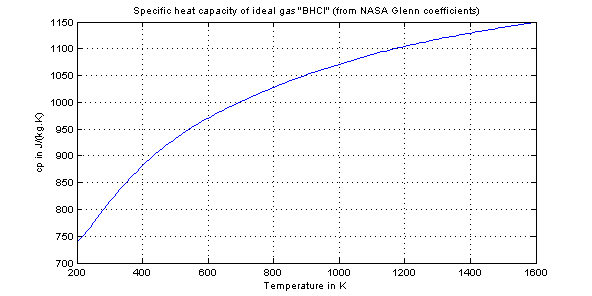 Specific heat capacity of ideal gas "BHCl" (from NASA Glenn coefficients)
1150
1100
1050
1000
950
900
850
800
750
700
200 400 600 800 1000 1200 1400 1600
cp in J/(kg.K)
Temperature in K